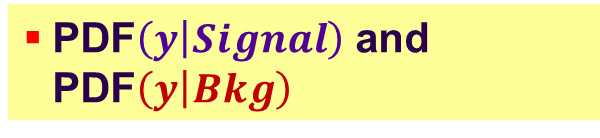 ▪ PDF(y|Signal) and
PDF(y|Bkg)